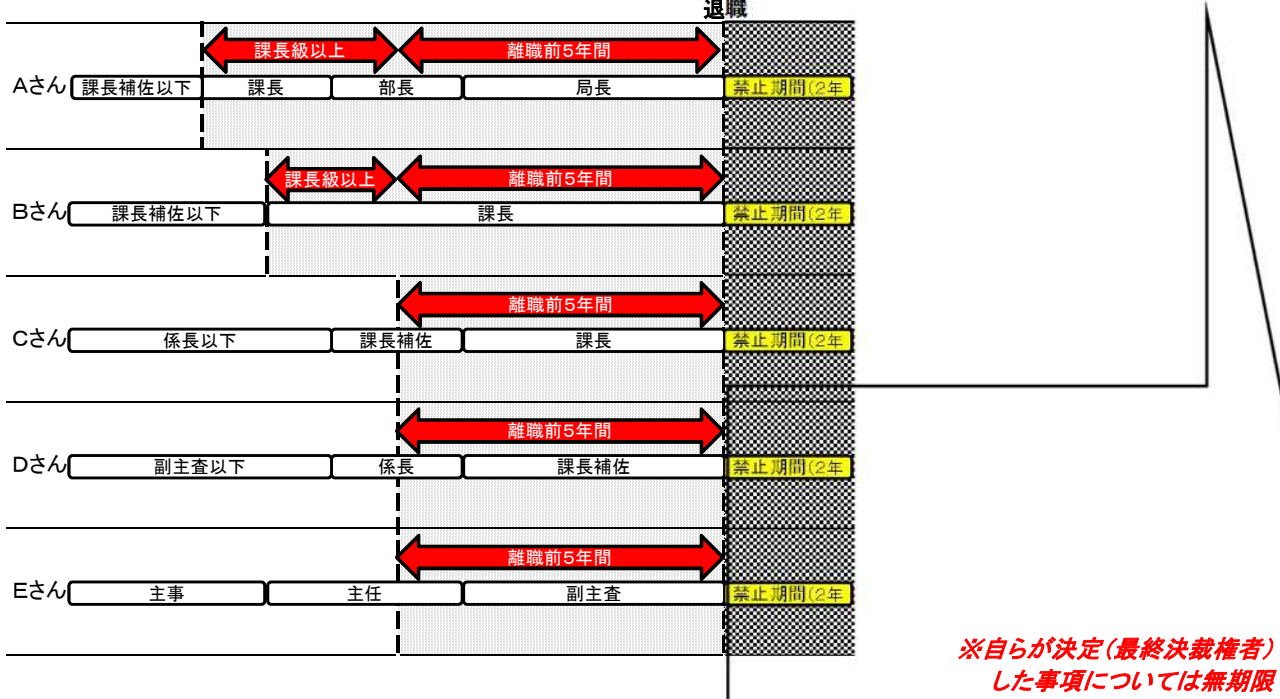 退職
課長級以上 離職前5年間
Aさん 課長補佐以下 課長 部長 局長 禁止期間(2年
課長級以上 離職前5年間
Bさん 課長補佐以下 課長 禁止期間(2年
離職前5年間
Cさん 係長以下 課長補佐 課長 禁止期間(2年
離職前5年間
Dさん 副主査以下 係長 課長補佐 禁止期間(2年
離職前5年間
Eさん 主事 主任 副主査 禁止期間(2年
※自らが決定(最終決裁権者)
した事項については無期限